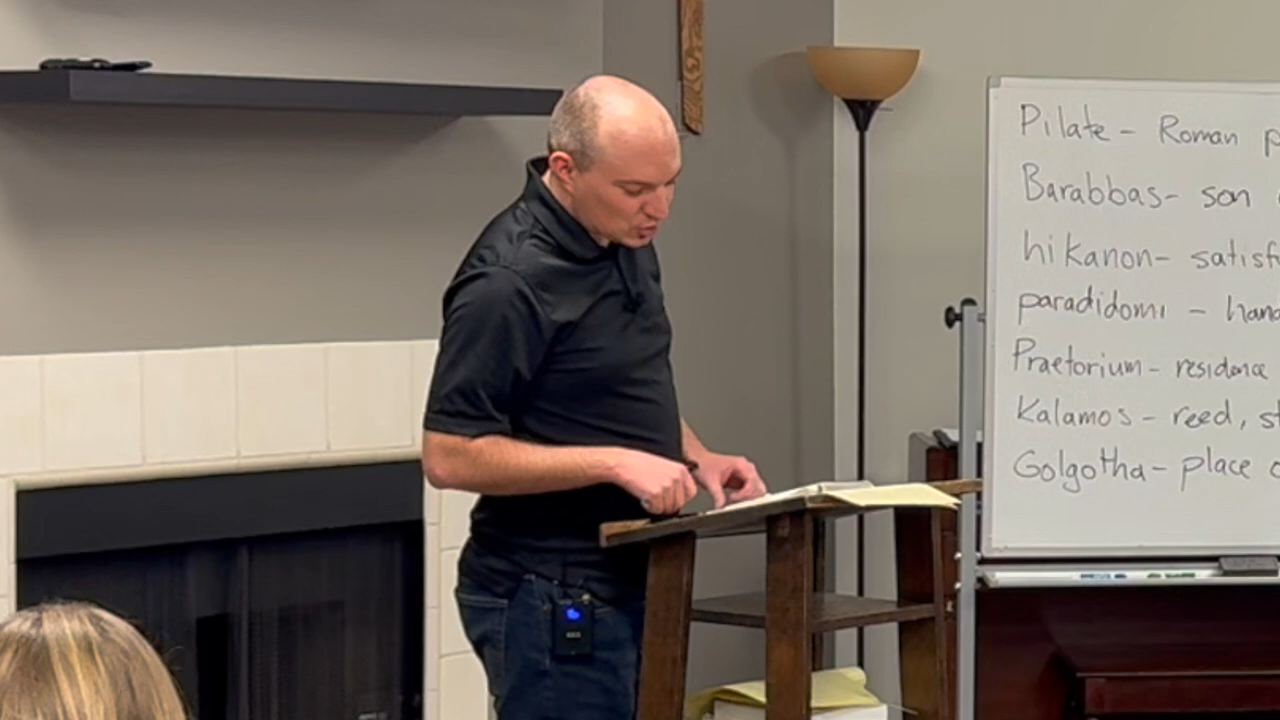 Pilate - Roman p
Barabbas - son
hikanon - satisf
paradidomi - hand
Praetorium - residence
Kalamos - reed, st
Golgotha - place o